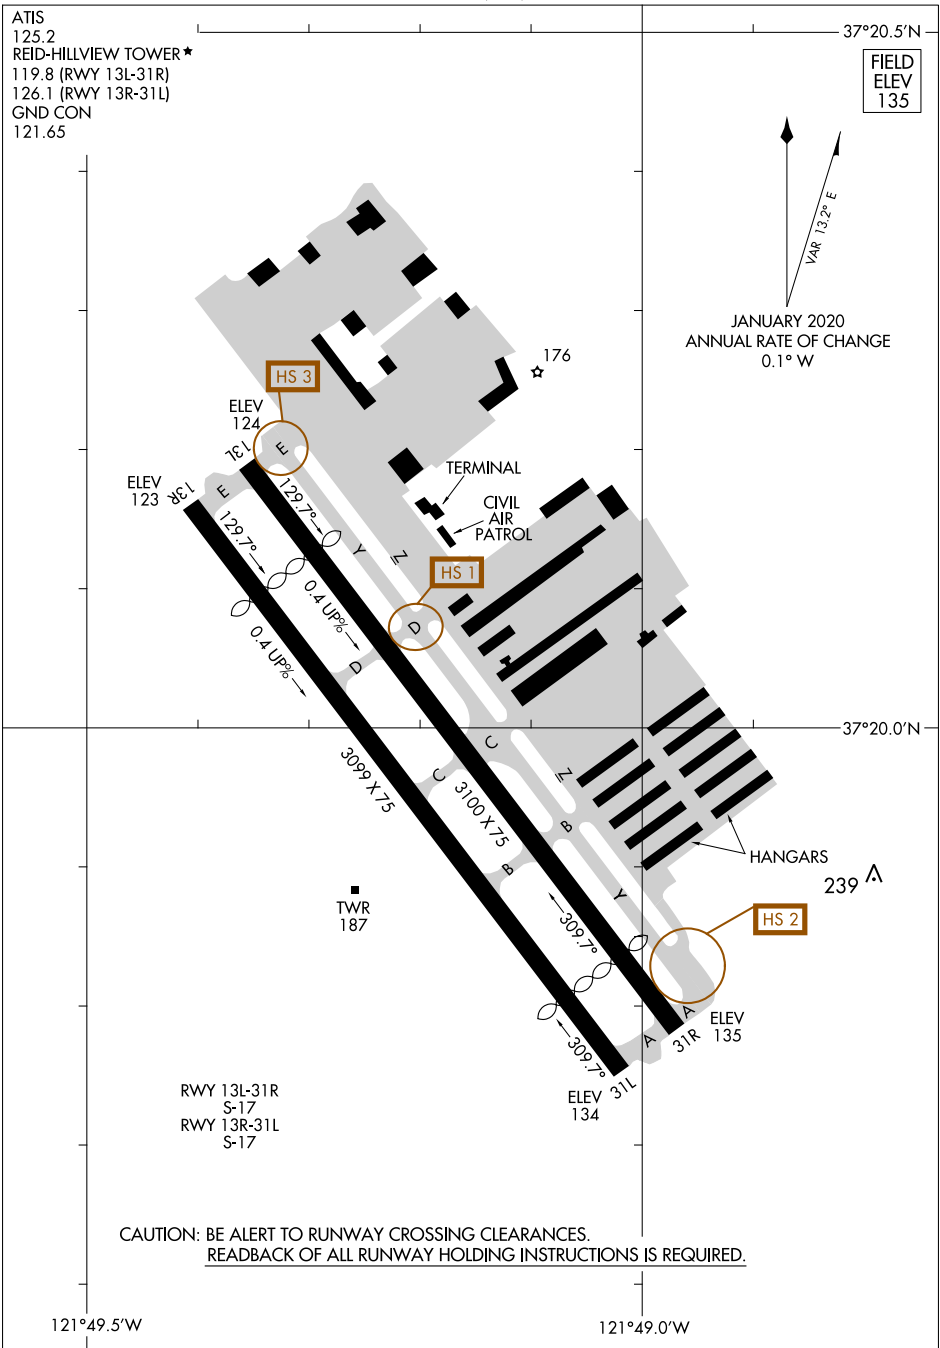 ATIS
125.2
REID-HILLVIEW TOWER★
119.8 (RWY 13L-31R)
126.1 (RWY 13R-31L)
GND CON
121.65
37°20.5'N
FIELD
ELEV
135
VAR 13.2° E
JANUARY 2020
ANNUAL RATE OF CHANGE
0.1° W
176
HS 3
ELEV
124
13L
E
ELEV
123
13R
E
129.7°
129.7°
TERMINAL
CIVIL
AIR
PATROL
Y
Z
HS 1
D
0.4 UP%
0.4 UP%
D
37°20.0'N
C
C
Z
3099 X 75
3100 X 75
B
B
HANGARS
239
TWR
187
Y
HS 2
309.7°
309.7°
A
A
ELEV
135
31R
31L
ELEV
134
RWY 13L-31R
S-17
RWY 13R-31L
S-17
CAUTION: BE ALERT TO RUNWAY CROSSING CLEARANCES.
READBACK OF ALL RUNWAY HOLDING INSTRUCTIONS IS REQUIRED.
121°49.5'W
121°49.0'W